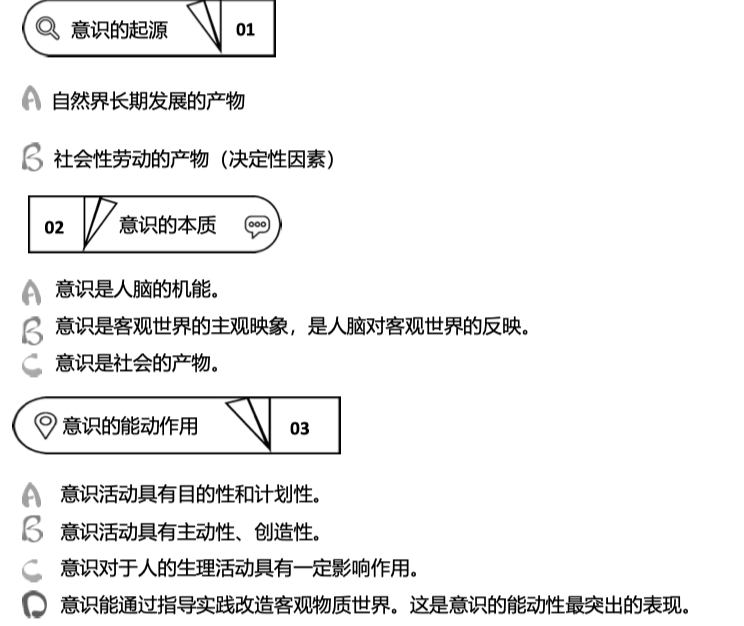 意识的起源 01
A 自然界长期发展的产物
B 社会性劳动的产物（决定性因素）
02 意识的本质
A 意识是人脑的机能。
B 意识是客观世界的主观映象，是人脑对客观世界的反映。
C 意识是社会的产物。
意识的能动作用 03
A 意识活动具有目的性和计划性。
B 意识活动具有主动性、创造性。
C 意识对于人的生理活动具有一定影响作用。
D 意识能通过指导实践改造客观物质世界。这是意识的能动性最突出的表现。